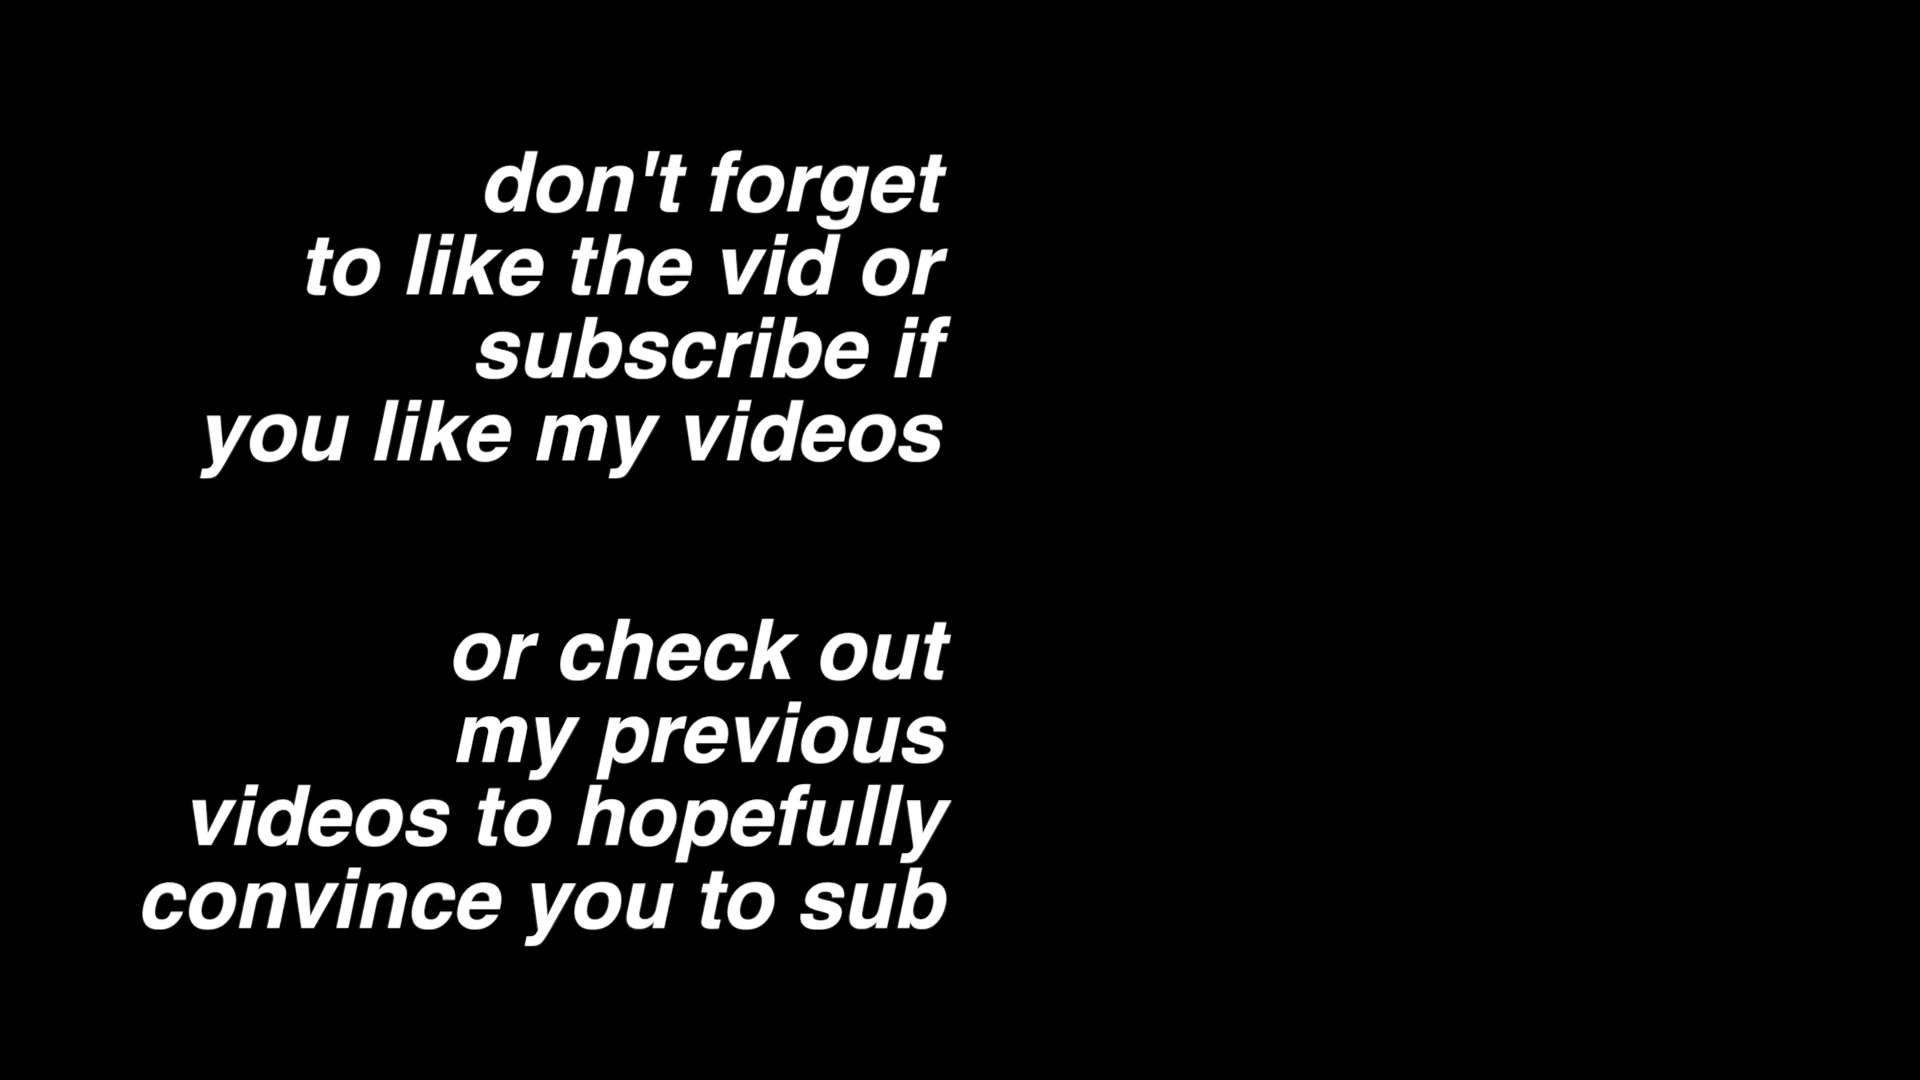 don't forget
to like the vid or
subscribe if
you like my videos
or check out
my previous
videos to hopefully
convince you to sub